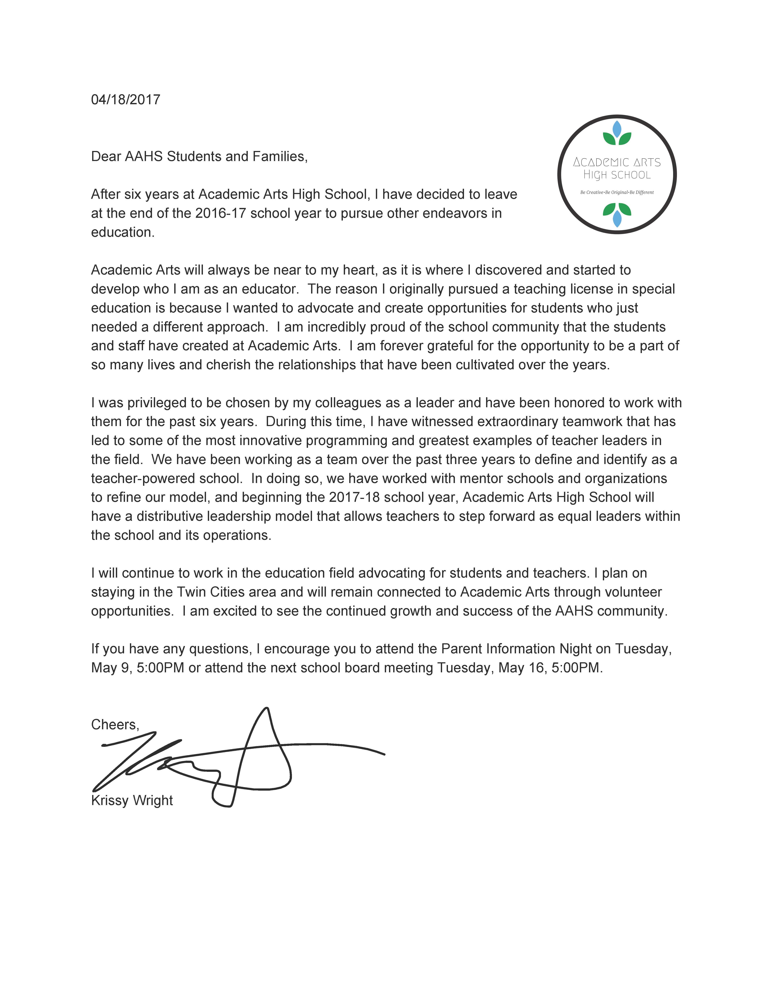 04/18/2017
ACADEMIC ARTS
HIGH SCHOOL
Be Creative•Be Original•Be Different
Dear AAHS Students and Families,
After six years at Academic Arts High School, I have decided to leave
at the end of the 2016-17 school year to pursue other endeavors in
education.
Academic Arts will always be near to my heart, as it is where I discovered and started to
develop who I am as an educator.  The reason I originally pursued a teaching license in special
education is because I wanted to advocate and create opportunities for students who just
needed a different approach.  I am incredibly proud of the school community that the students
and staff have created at Academic Arts.  I am forever grateful for the opportunity to be a part of
so many lives and cherish the relationships that have been cultivated over the years.
I was privileged to be chosen by my colleagues as a leader and have been honored to work with
them for the past six years.  During this time, I have witnessed extraordinary teamwork that has
led to some of the most innovative programming and greatest examples of teacher leaders in
the field.  We have been working as a team over the past three years to define and identify as a
teacher-powered school.  In doing so, we have worked with mentor schools and organizations
to refine our model, and beginning the 2017-18 school year, Academic Arts High School will
have a distributive leadership model that allows teachers to step forward as equal leaders within
the school and its operations.
I will continue to work in the education field advocating for students and teachers. I plan on
staying in the Twin Cities area and will remain connected to Academic Arts through volunteer
opportunities.  I am excited to see the continued growth and success of the AAHS community.
If you have any questions, I encourage you to attend the Parent Information Night on Tuesday,
May 9, 5:00PM or attend the next school board meeting Tuesday, May 16, 5:00PM.
Cheers,
Krissy Wright